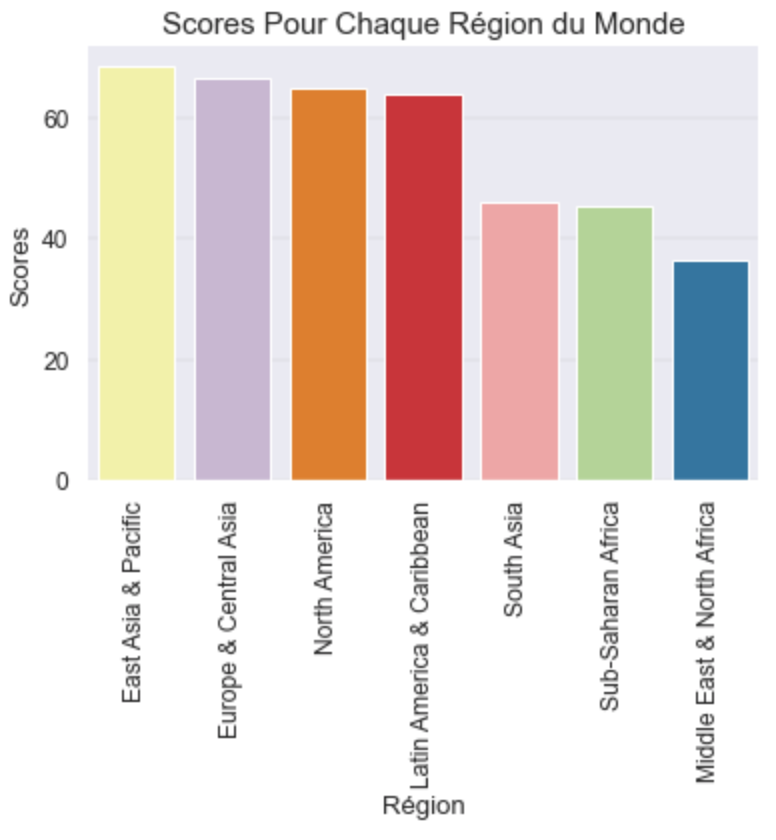 Scores Pour Chaque Région du Monde
Scores
60
40
20
0
East Asia & Pacific
Europe & Central Asia
North America
Latin America & Caribbean
South Asia
Sub-Saharan Africa
Middle East & North Africa
Région